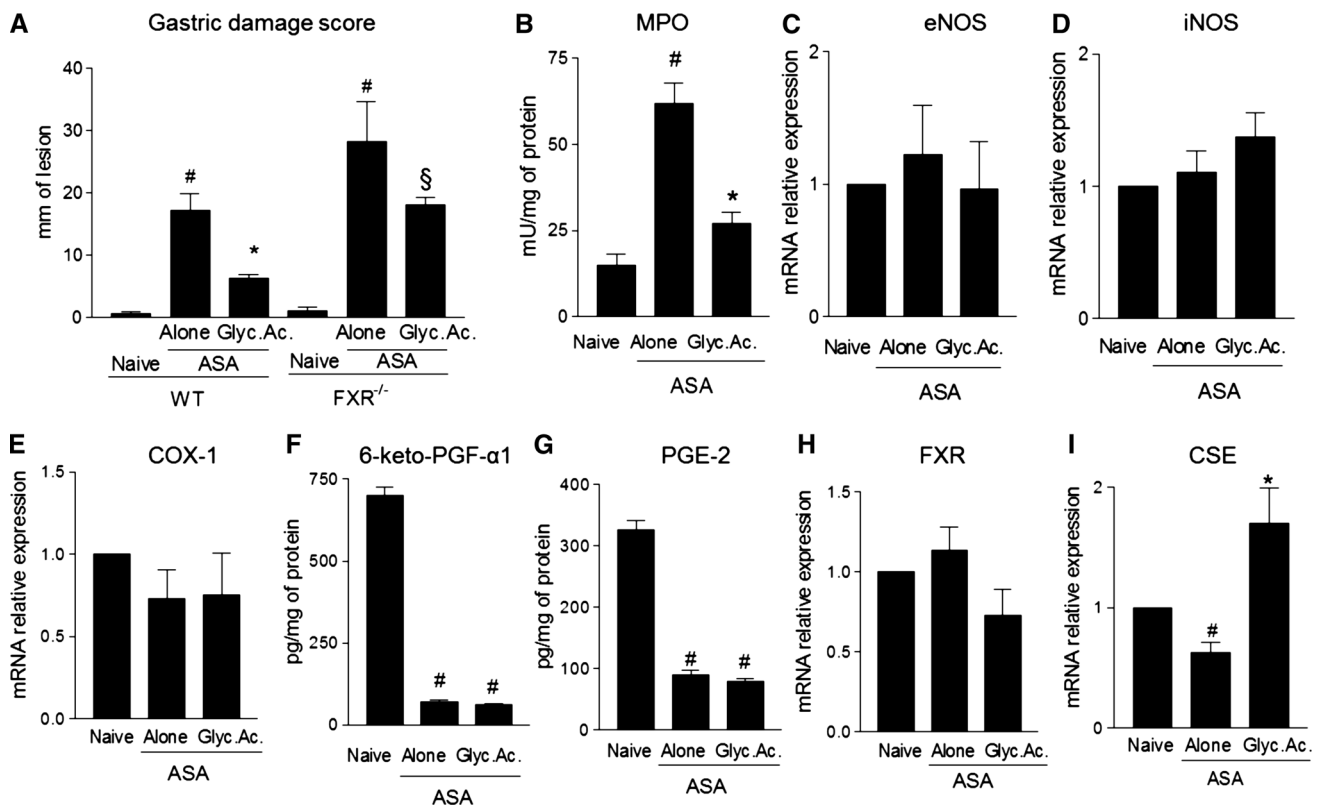 A Gastric damage score
mm of lesion
40
30
20
10
0
#
*
#
§
Alone Glyc.Ac. Alone Glyc.Ac.
Naive ASA Naive ASA
WT FXR-/-
B MPO
mU/mg of protein
75
50
25
0
#
*
Naive Alone Glyc.Ac.
ASA
C eNOS
mRNA relative expression
2
1
0
Naive Alone Glyc.Ac.
ASA
D iNOS
mRNA relative expression
2
1
0
Naive Alone Glyc.Ac.
ASA
E COX-1
mRNA relative expression
1.5
1.0
0.5
0.0
Naive Alone Glyc.Ac.
ASA
F 6-keto-PGF-α1
pg/mg of protein
750
500
250
0
# #
Naive Alone Glyc.Ac.
ASA
G PGE-2
pg/mg of protein
400
300
200
100
0
# #
Naive Alone Glyc.Ac.
ASA
H FXR
mRNA relative expression
1.5
1.0
0.5
0.0
Naive Alone Glyc.Ac.
ASA
I CSE
mRNA relative expression
2
1
0
#
*
Naive Alone Glyc.Ac.
ASA